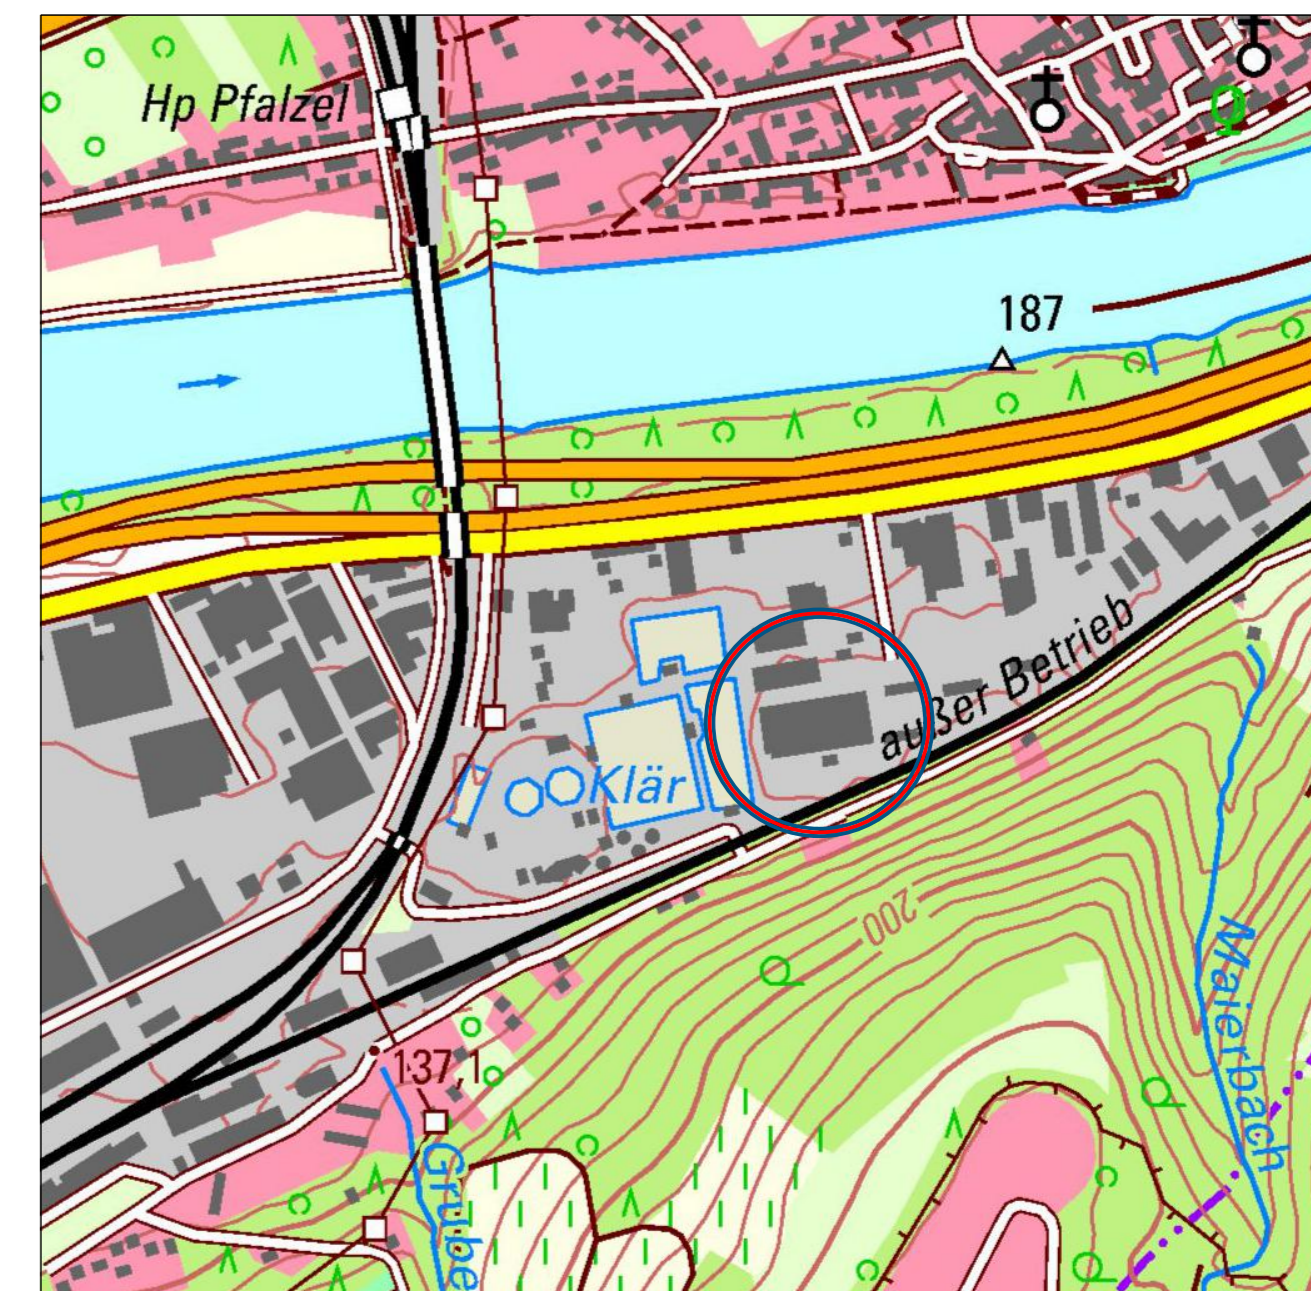 Hp Pfalzel
187
außer Betrieb
Klär
200
Maierbach
137,1
Grube